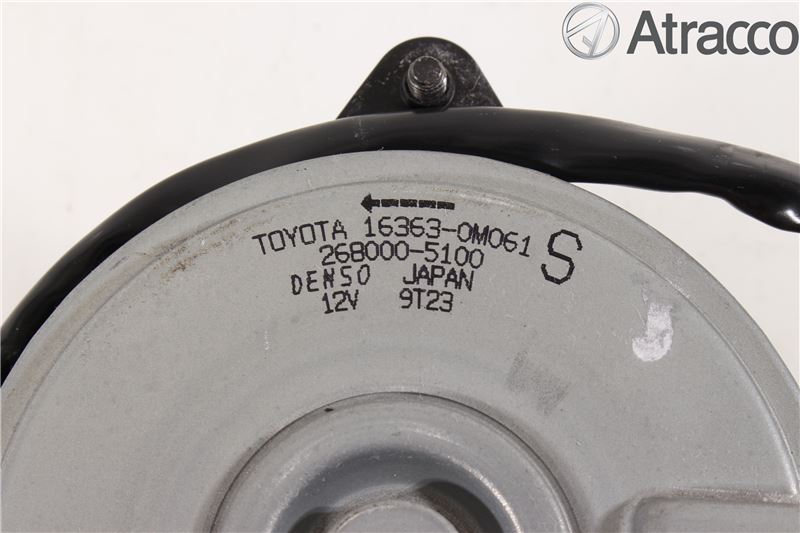 Atracco
TOYOTA 16363-0M061 S
268000-5100
DENSO JAPAN
12V 9T23